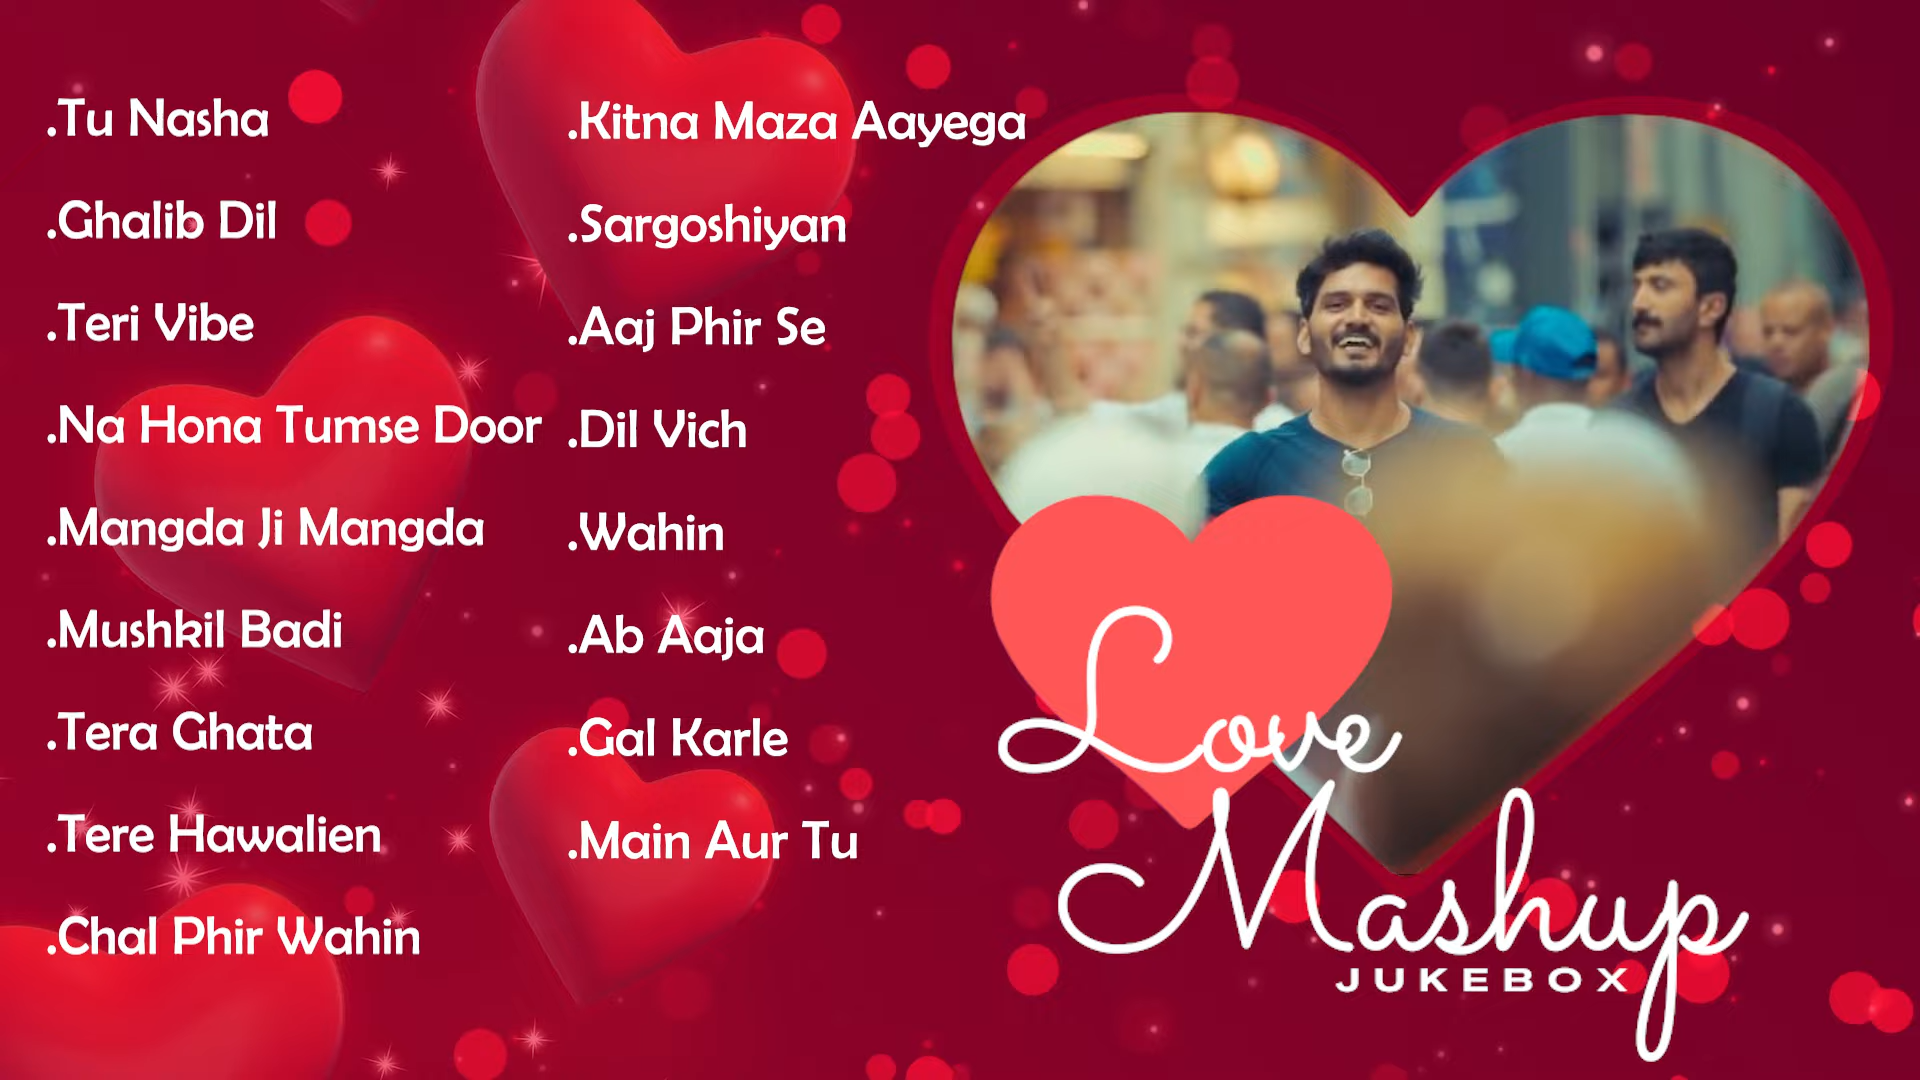 .Tu Nasha
.Ghalib Dil
.Teri Vibe
.Na Hona Tumse Door
.Mangda Ji Mangda
.Mushkil Badi
.Tera Ghata
.Tere Hawalien
.Chal Phir Wahin
.Kitna Maza Aayega
.Sargoshiyan
.Aaj Phir Se
.Dil Vich
.Wahin
.Ab Aaja
.Gal Karle
.Main Aur Tu
Love
Mashup
JUKEBOX